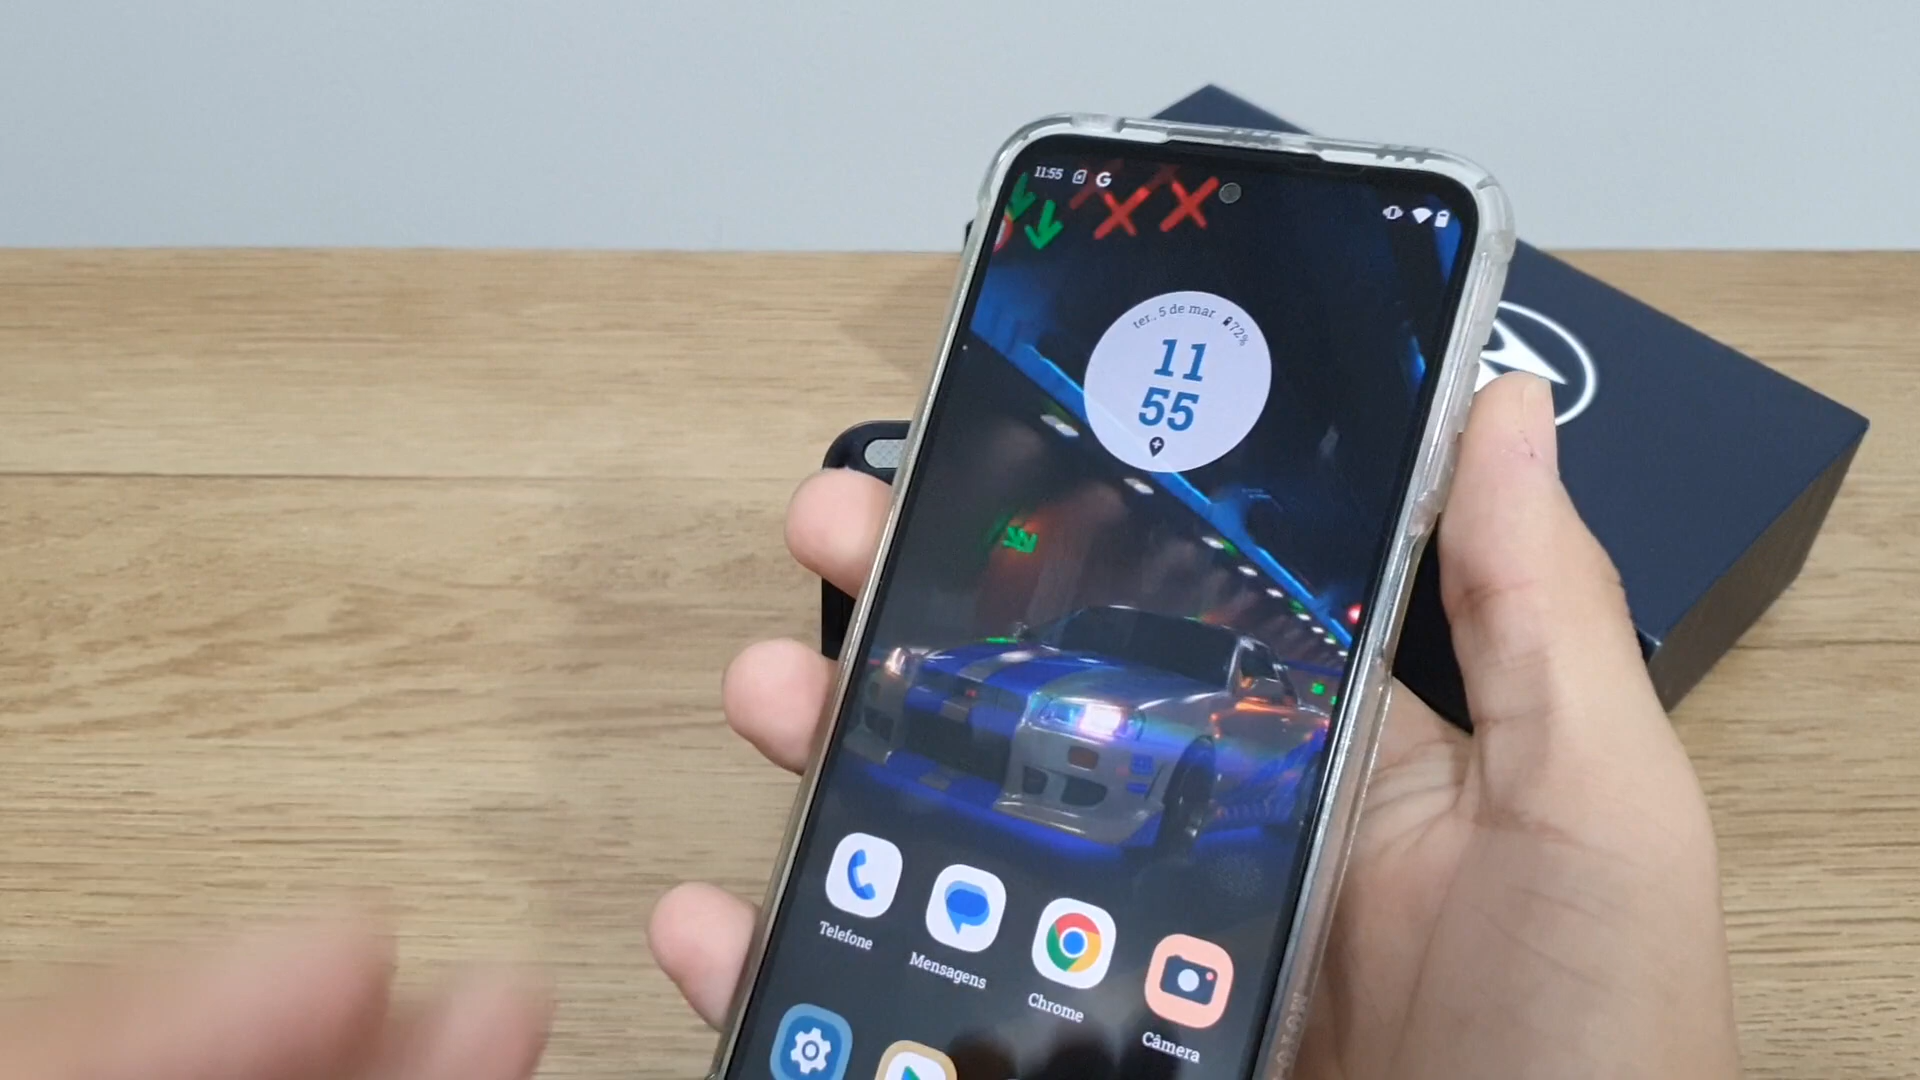 11:55
ter., 5 de mar. 72%
11
55
Telefone
Mensagens
Chrome
Câmera